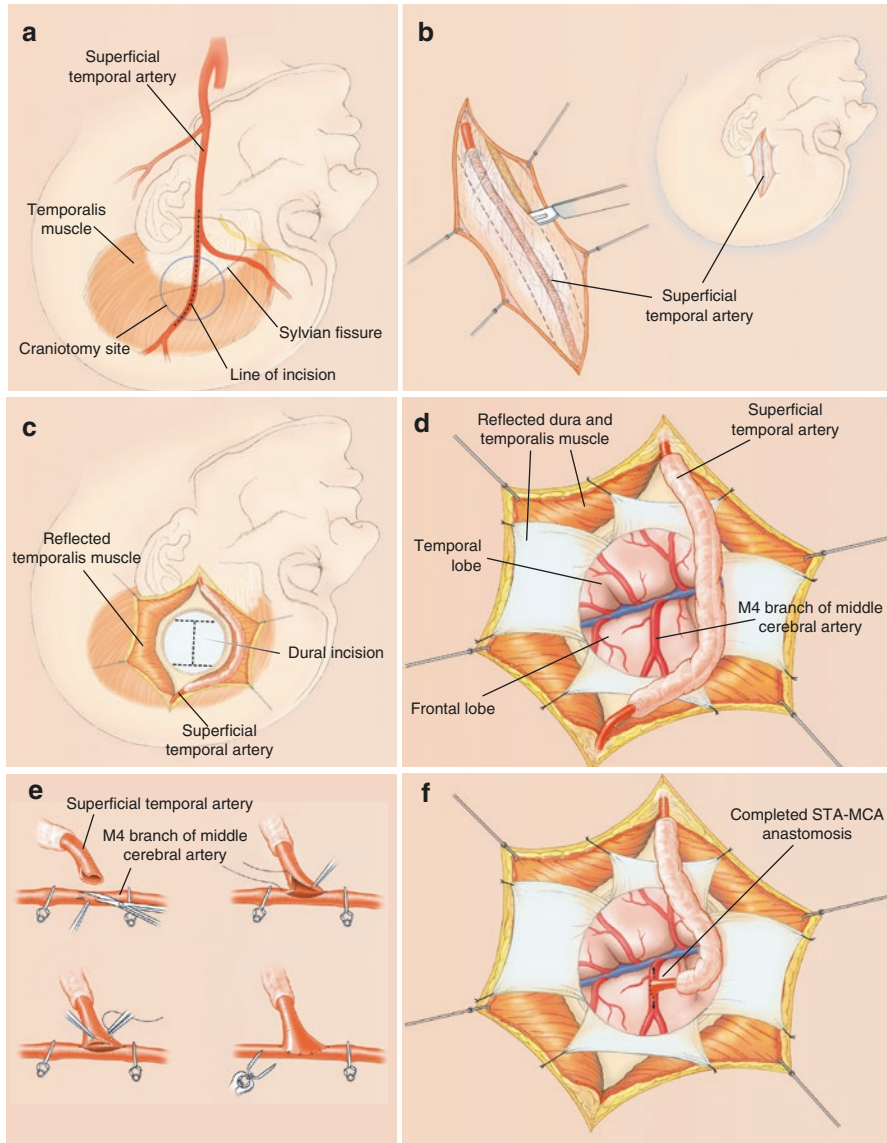 a
Superficial
temporal artery
Temporalis
muscle
Craniotomy site
Sylvian fissure
Line of incision
b
Superficial
temporal artery
c
Reflected
temporalis muscle
Dural incision
Superficial
temporal artery
d
Reflected dura and
temporalis muscle
Superficial
temporal artery
Temporal
lobe
M4 branch of middle
cerebral artery
Frontal lobe
e
Superficial temporal artery
M4 branch of middle
cerebral artery
f
Completed STA-MCA
anastomosis